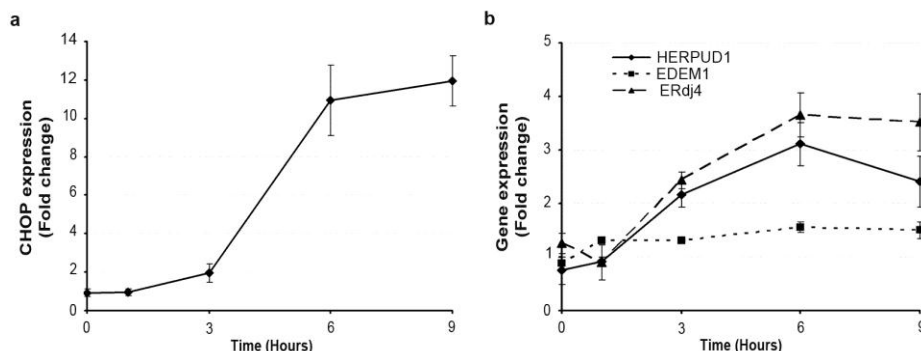 a
CHOP expression
(Fold change)
14
12
10
8
6
4
2
0
0
3
6
9
Time (Hours)
b
Gene expression
(Fold change)
5
4
3
2
1
0
HERPUD1
EDEM1
ERdj4
0
3
6
9
Time (Hours)